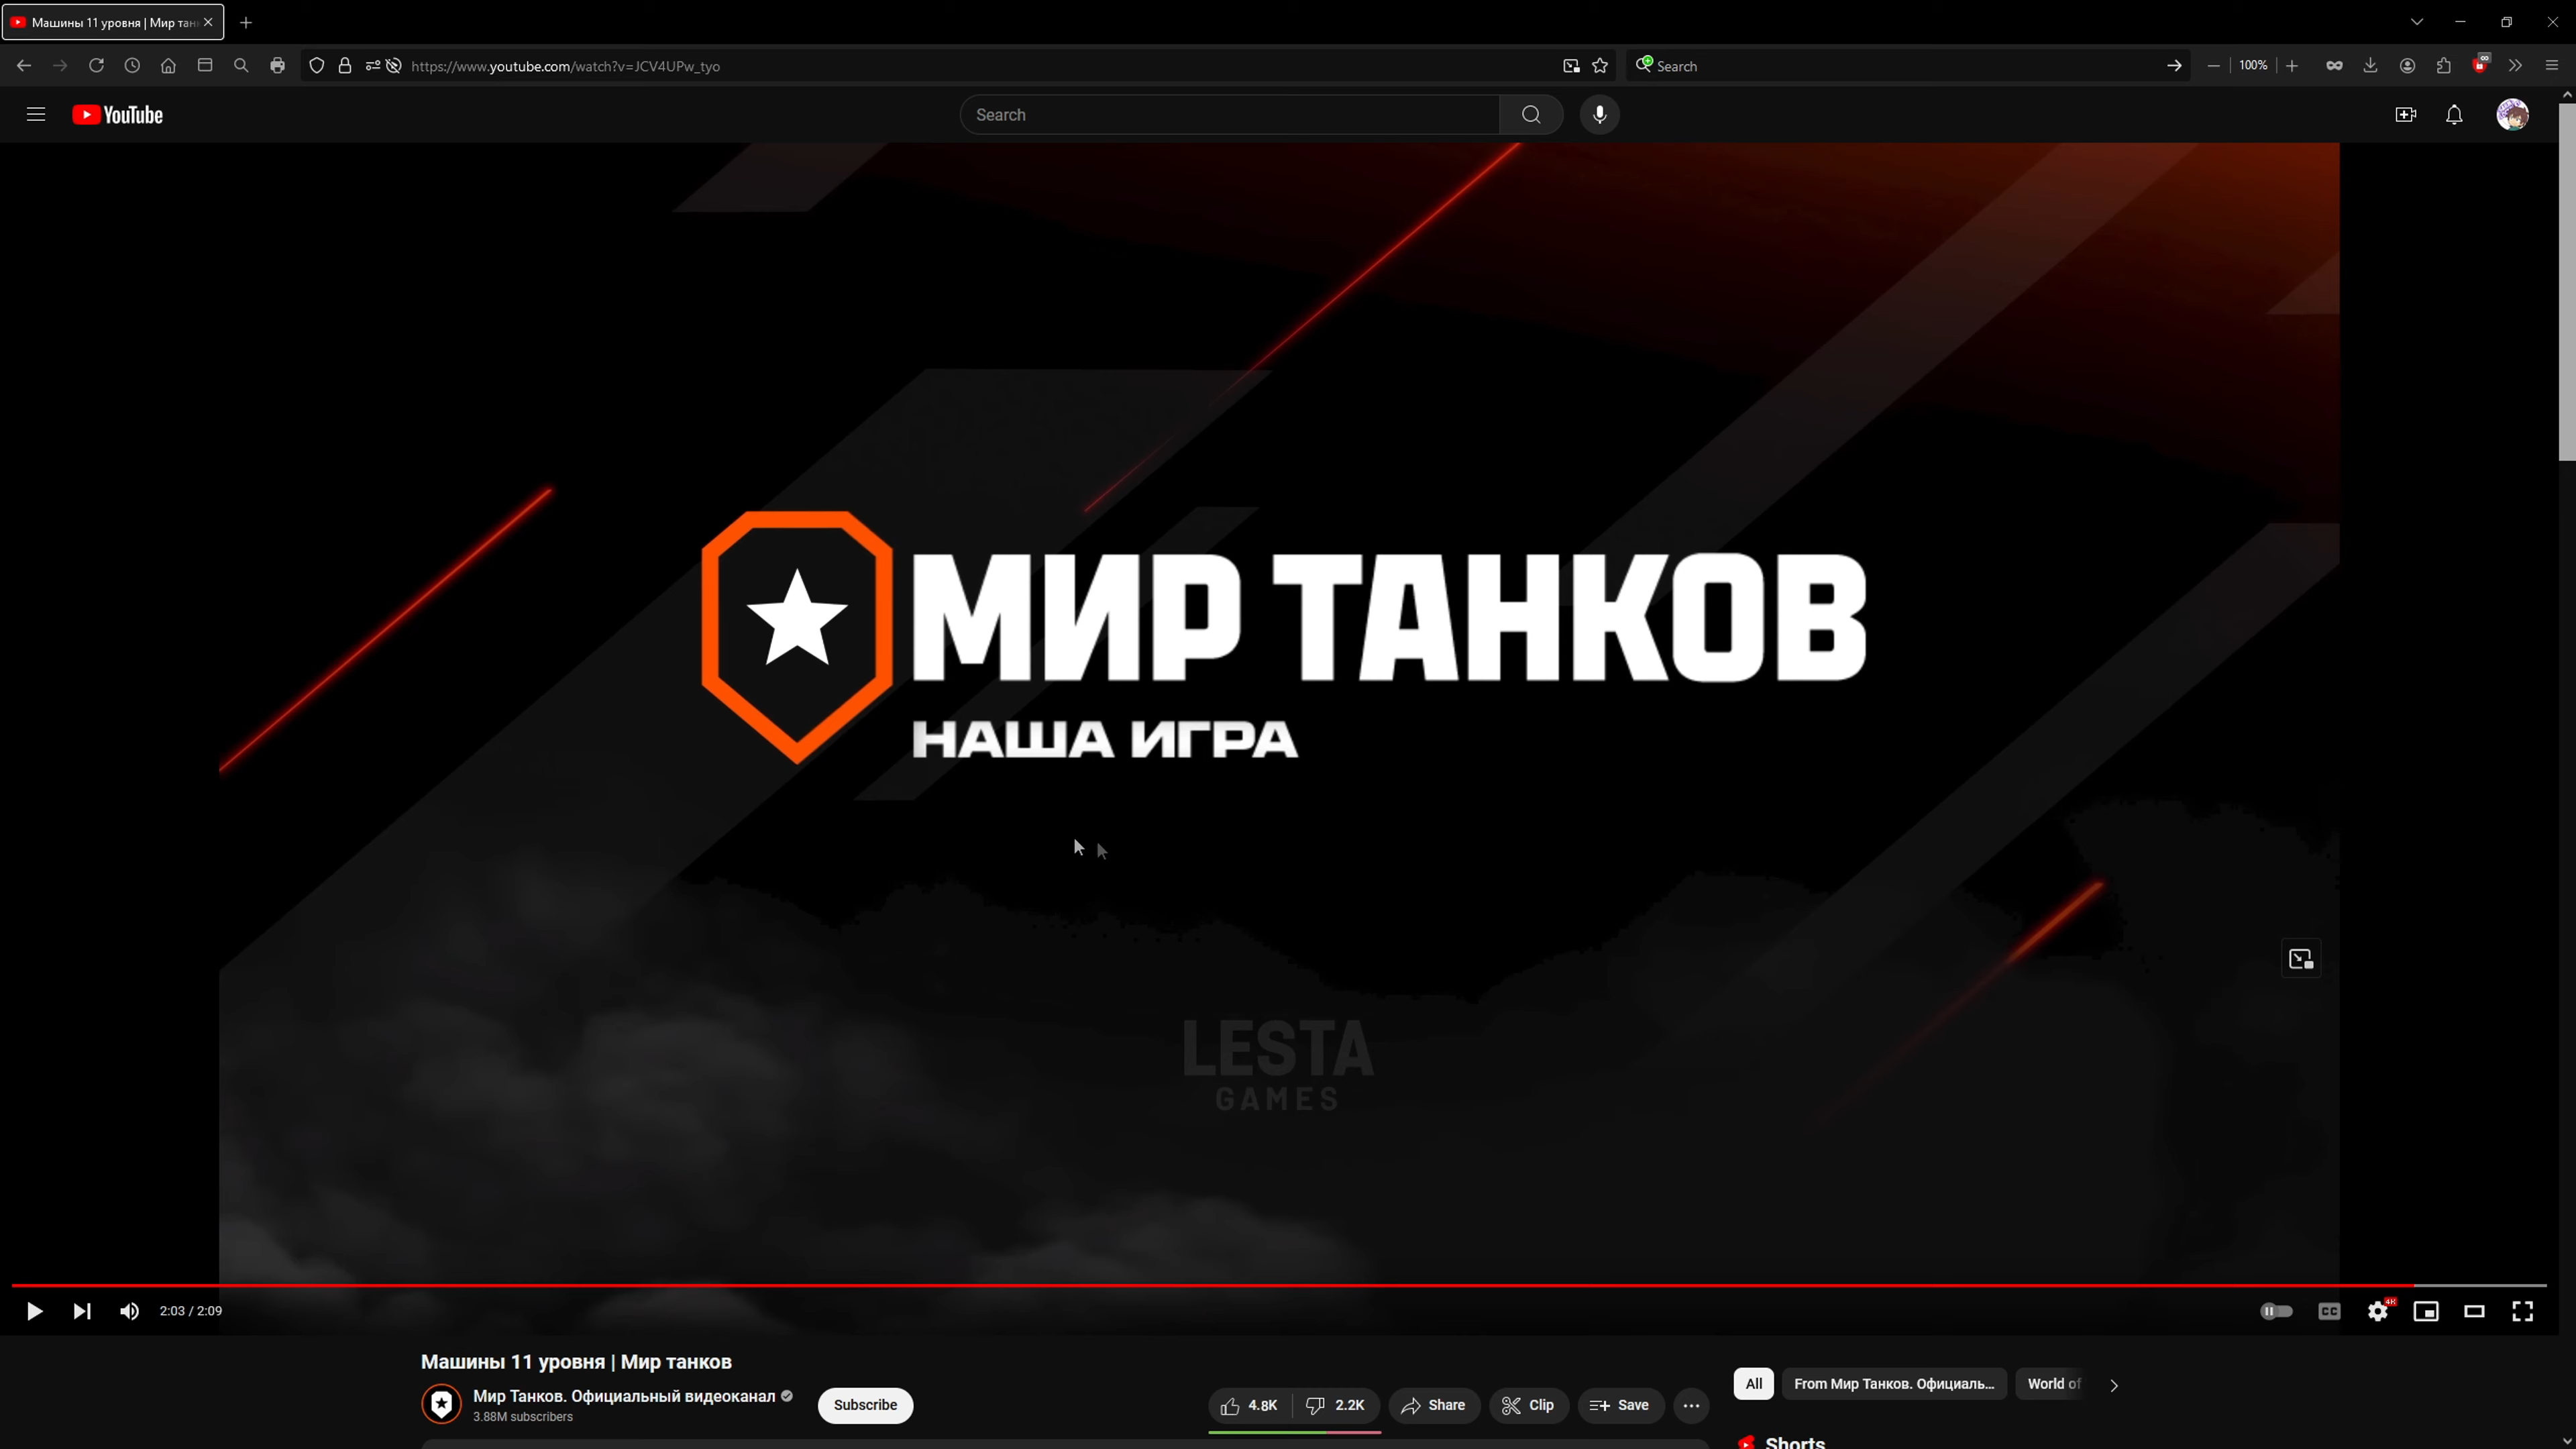 Машины 11 уровня | Мир тан
https://www.youtube.com/watch?v=JCV4UPw_tyo
Search
100%
YouTube
Search
МИР ТАНКОВ
НАША ИГРА
LESTA
GAMES
2:03 / 2:09
CC
4K
Машины 11 уровня | Мир танков
Мир Танков. Официальный видеоканал
3.88M subscribers
Subscribe
4.8K
2.2K
Share
Clip
Save
All
From Мир Танков. Официаль...
World of
Shorts